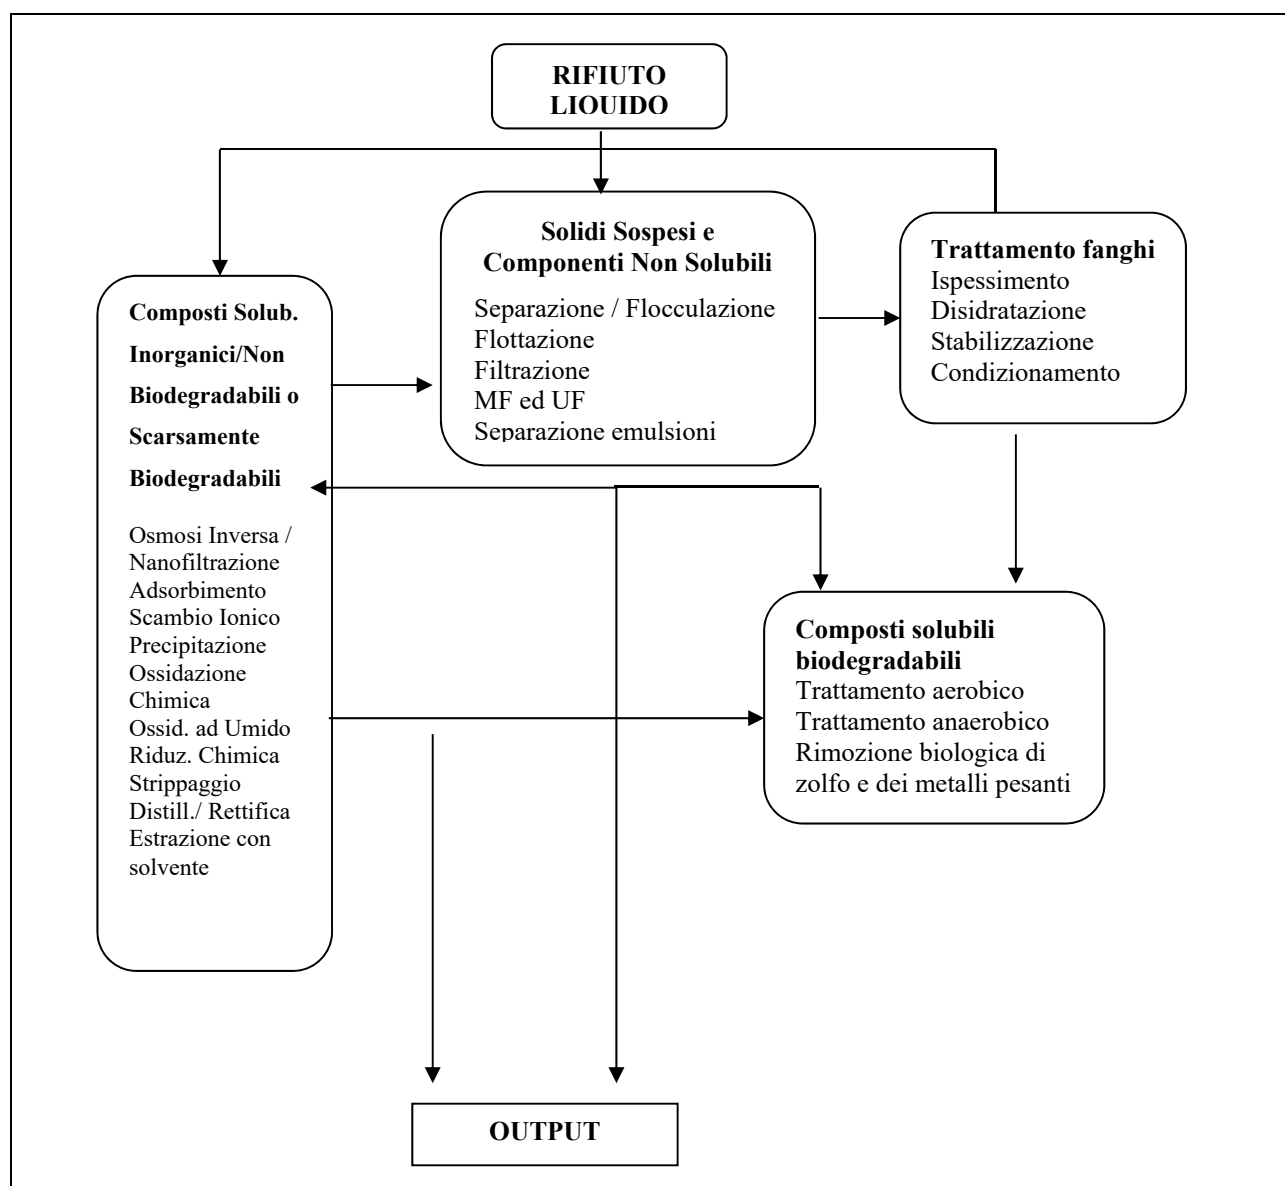 RIFIUTO
LIOUIDO
Solidi Sospesi e
Componenti Non Solubili
Separazione / Flocculazione
Flottazione
Filtrazione
MF ed UF
Separazione emulsioni
Trattamento fanghi
Ispessimento
Disidratazione
Stabilizzazione
Condizionamento
Composti Solub.
Inorganici/Non
Biodegradabili o
Scarsamente
Biodegradabili
Osmosi Inversa /
Nanofiltrazione
Adsorbimento
Scambio Ionico
Precipitazione
Ossidazione
Chimica
Ossid. ad Umido
Riduz. Chimica
Strippaggio
Distill./ Rettifica
Estrazione con
solvente
Composti solubili
biodegradabili
Trattamento aerobico
Trattamento anaerobico
Rimozione biologica di
zolfo e dei metalli pesanti
OUTPUT